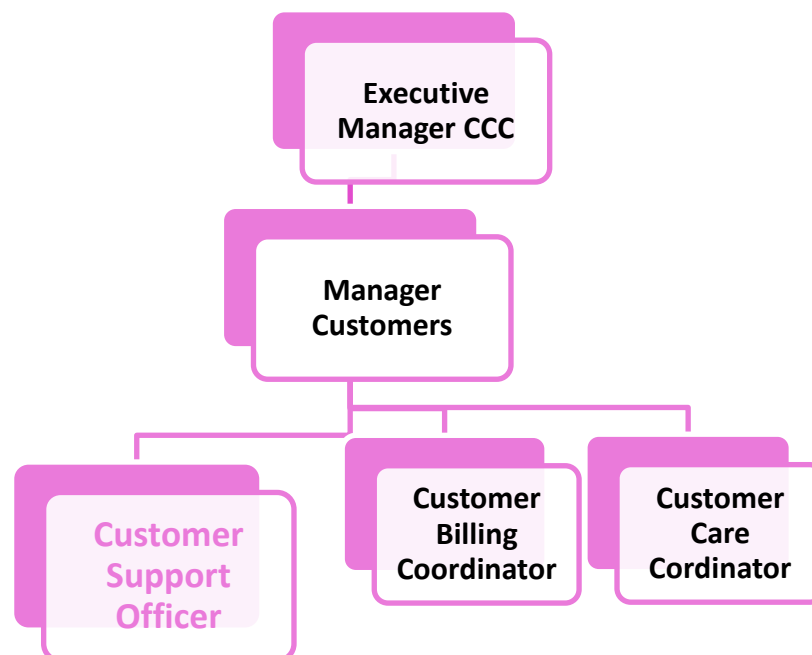 Executive
Manager CCC
Manager
Customers
Customer
Support
Officer
Customer
Billing
Coordinator
Customer
Care
Cordinator